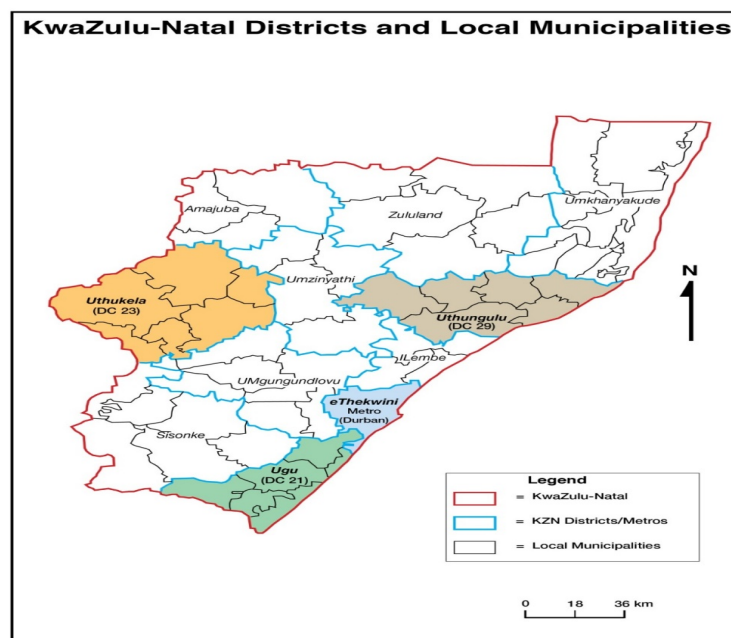 KwaZulu-Natal Districts and Local Municipalities
Amajuba
Zululand
Umkhanyakude
Umzinyathi
Uthukela
(DC 23)
Uthungulu
(DC 29)
ILembe
UMgungundlovu
eThekwini
Metro
(Durban)
Sisonke
Ugu
(DC 21)
N
Legend
= KwaZulu-Natal
= KZN Districts/Metros
= Local Municipalities
0 18 36 km